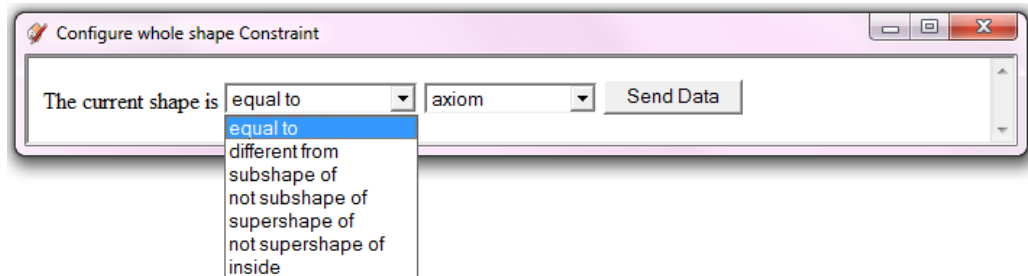 Configure whole shape Constraint
The current shape is equal to axiom Send Data
equal to
different from
subshape of
not subshape of
supershape of
not supershape of
inside